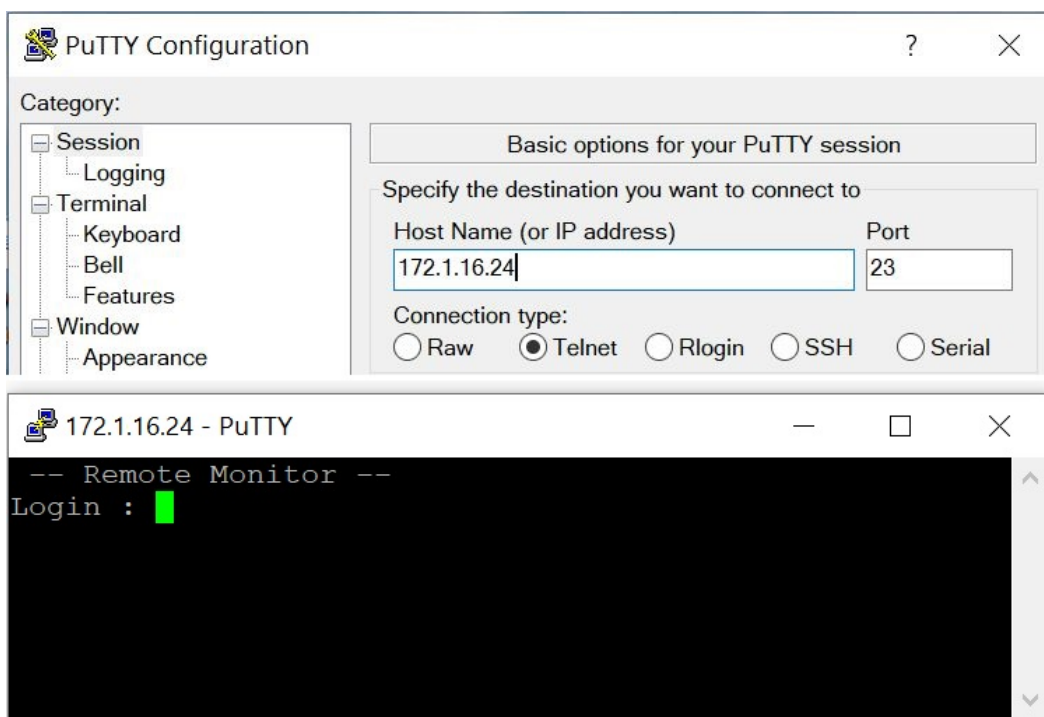 PuTTY Configuration ?
Category:
Session
Logging
Terminal
Keyboard
Bell
Features
Window
Appearance
Basic options for your PuTTY session
Specify the destination you want to connect to
Host Name (or IP address) Port
172.1.16.24 23
Connection type:
Raw Telnet Rlogin SSH Serial
172.1.16.24 - PuTTY
-- Remote Monitor --
Login :